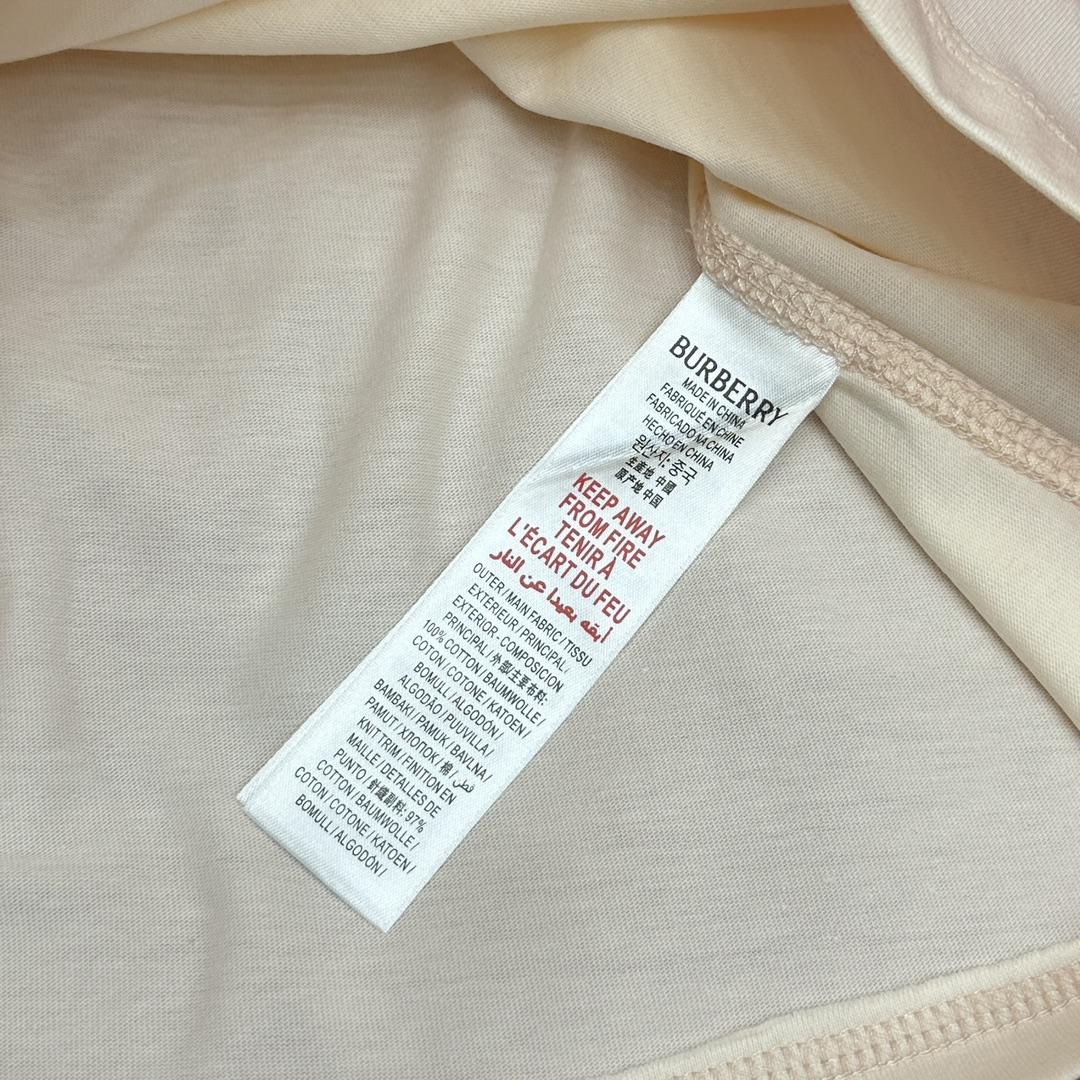 BURBERRY
MADE IN CHINA
FABRIQUÉ EN CHINE
FABRICADO NA CHINA
HECHO EN CHINA
원산지: 중국
生產地 中國
原产地 中国
KEEP AWAY
FROM FIRE
TENIR À
L'ÉCART DU FEU
أبقه بعيدا عن النار
OUTER / MAIN FABRIC / TISSU
EXTÉRIEUR / PRINCIPAL /
EXTERIOR - COMPOSICION
PRINCIPAL / 外部主要布料:
100% COTTON / BAUMWOLLE /
COTON / COTONE / KATOEN /
BOMULL / ALGODÓN /
ALGODÃO / PUUVILLA /
BAMBAKI / PAMUK / BAVLNA /
PAMUT / ХЛОПОК / 棉 / قطن
KNIT TRIM / FINITION EN
MAILLE / DETALLES DE
PUNTO / 針織副料: 97%
COTTON / BAUMWOLLE /
COTON / COTONE / KATOEN /
BOMULL / ALGODÓN /